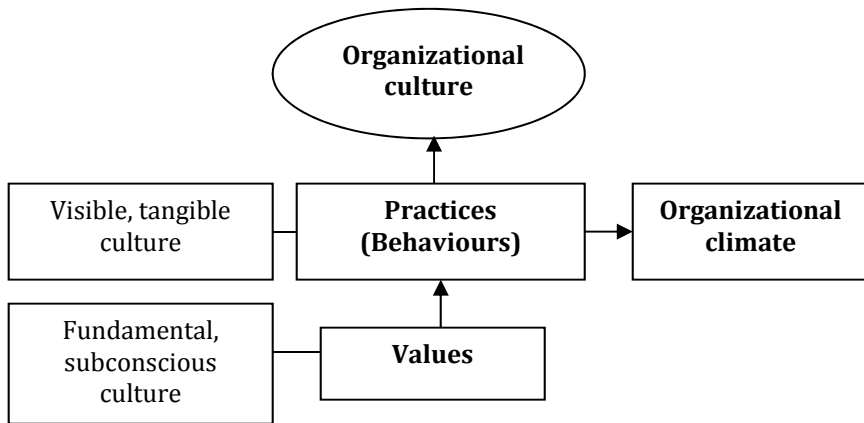 Organizational
culture
Visible, tangible
culture
Practices
(Behaviours)
Organizational
climate
Fundamental,
subconscious
culture
Values